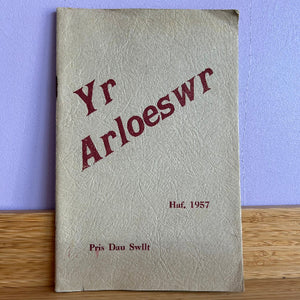 Yr
Arloeswr
Haf, 1957
Pris Dau Swllt